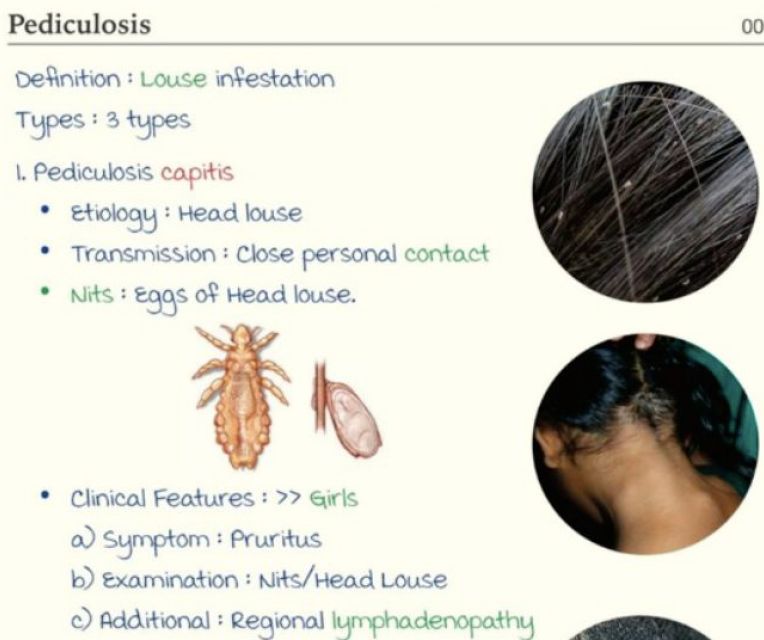 Pediculosis
00
Definition : Louse infestation
Types : 3 types
1. Pediculosis capitis
• Etiology : Head louse
• Transmission : Close personal contact
• Nits : Eggs of Head louse.
• Clinical Features : >> Girls
a) Symptom : Pruritus
b) Examination : Nits/Head Louse
c) Additional : Regional lymphadenopathy